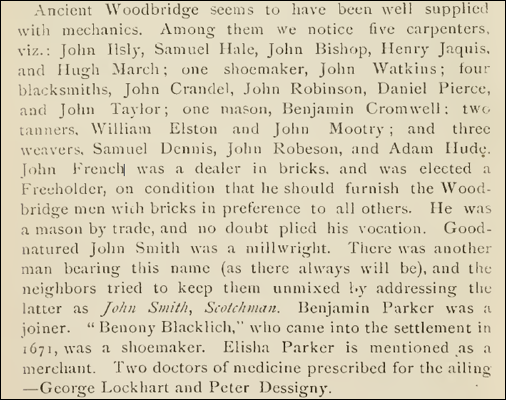 Ancient Woodbridge seems to have been well supplied
with mechanics. Among them we notice five carpenters,
viz.: John Ilsly, Samuel Hale, John Bishop, Henry Jaquis,
and Hugh March; one shoemaker, John Watkins; four
blacksmiths, John Crandel, John Robinson, Daniel Pierce,
and John Taylor; one mason, Benjamin Cromwell; two
tanners, William Elston and John Mootry; and three
weavers, Samuel Dennis, John Robeson, and Adam Hude.
John French was a dealer in bricks, and was elected a
Freeholder, on condition that he should furnish the Wood-
bridge men with bricks in preference to all others. He was
a mason by trade, and no doubt plied his vocation. Good-
natured John Smith was a millwright. There was another
man bearing this name (as there always will be), and the
neighbors tried to keep them unmixed by addressing the
latter as John Smith, Scotchman. Benjamin Parker was a
joiner. "Benony Blacklich," who came into the settlement in
1671, was a shoemaker. Elisha Parker is mentioned as a
merchant. Two doctors of medicine prescribed for the ailing
—George Lockhart and Peter Dessigny.